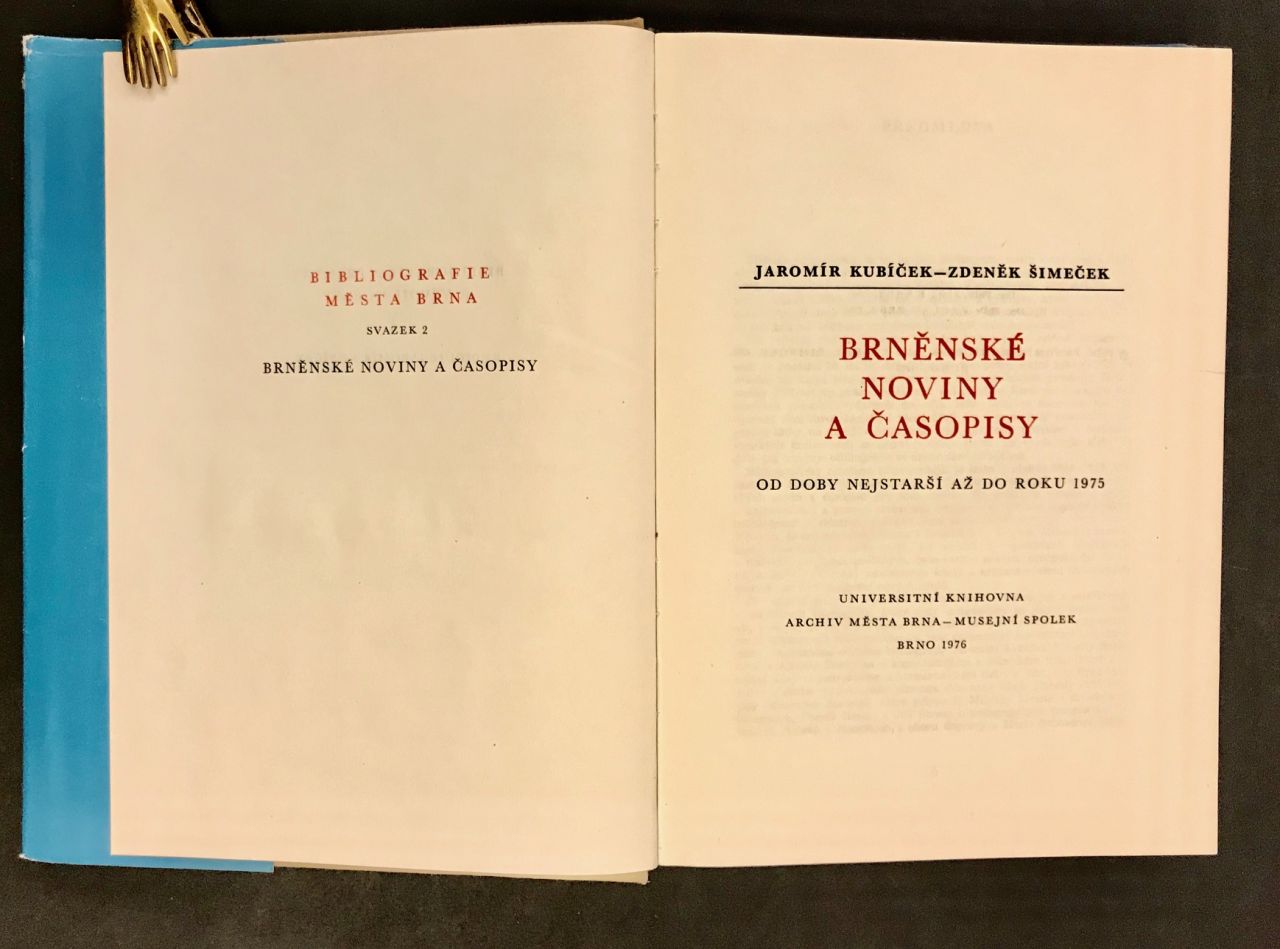 BIBLIOGRAFIE
MĚSTA BRNA
SVAZEK 2
BRNĚNSKÉ NOVINY A ČASOPISY
JAROMÍR KUBÍČEK—ZDENĚK ŠIMEČEK
BRNĚNSKÉ
NOVINY
A ČASOPISY
OD DOBY NEJSTARŠÍ AŽ DO ROKU 1975
UNIVERSITNÍ KNIHOVNA
ARCHIV MĚSTA BRNA—MUSEJNÍ SPOLEK
BRNO 1976